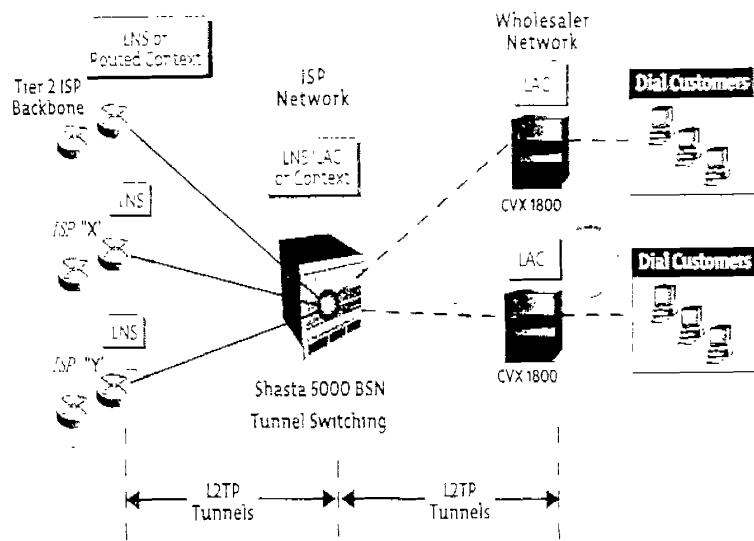 LNS or
Routed Context
Tier 2 ISP
Backbone
ISP
Network
LNS/LAC
or Context
Wholesaler
Network
LAC
Dial Customers
CVX 1800
LNS
ISP "X"
LAC
Dial Customers
CVX 1800
LNS
ISP "Y"
Shasta 5000 BSN
Tunnel Switching
L2TP
Tunnels
L2TP
Tunnels